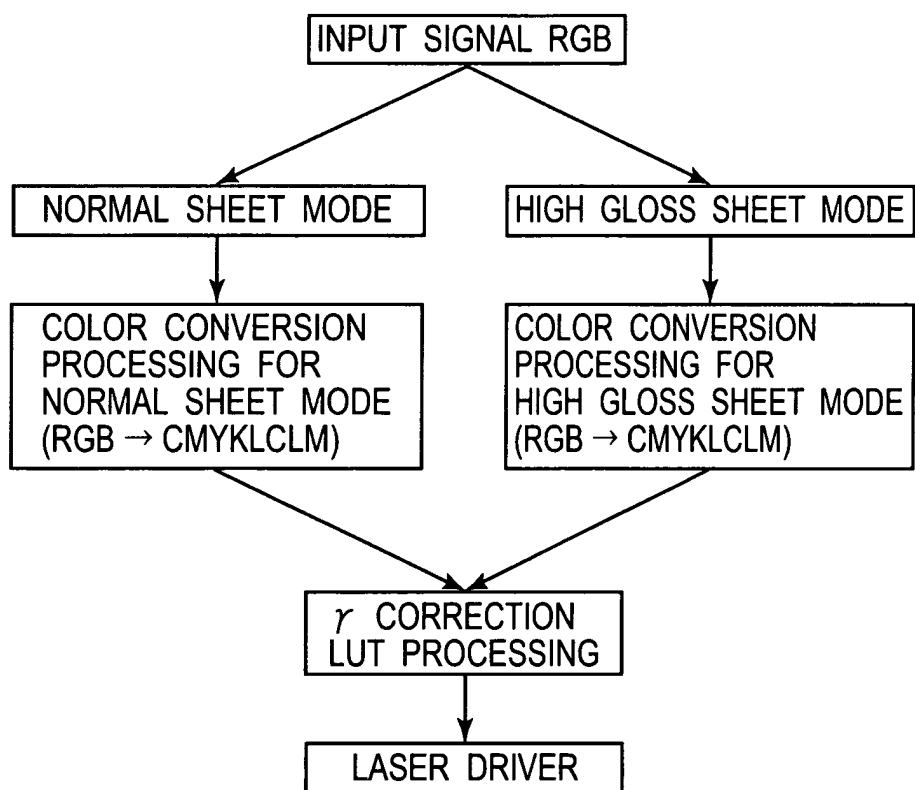 INPUT SIGNAL RGB
NORMAL SHEET MODE
HIGH GLOSS SHEET MODE
COLOR CONVERSION
PROCESSING FOR
NORMAL SHEET MODE
(RGB → CMYKLCLM)
COLOR CONVERSION
PROCESSING FOR
HIGH GLOSS SHEET MODE
(RGB → CMYKLCLM)
γ CORRECTION
LUT PROCESSING
LASER DRIVER